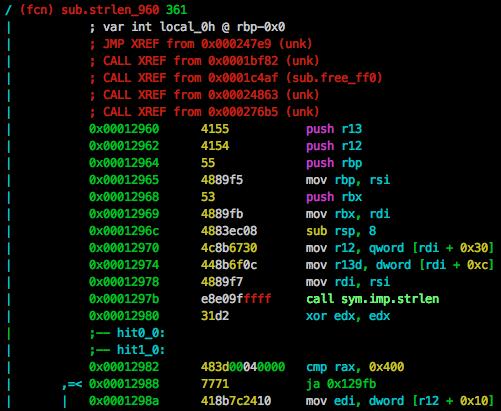 / (fcn) sub.strlen_960 361
| ; var int local_0h @ rbp-0x0
| ; JMP XREF from 0x000247e9 (unk)
| ; CALL XREF from 0x0001bf82 (unk)
| ; CALL XREF from 0x0001c4af (sub.free_ff0)
| ; CALL XREF from 0x00024863 (unk)
| ; CALL XREF from 0x000276b5 (unk)
| 0x00012960 4155 push r13
| 0x00012962 4154 push r12
| 0x00012964 55 push rbp
| 0x00012965 4889f5 mov rbp, rsi
| 0x00012968 53 push rbx
| 0x00012969 4889fb mov rbx, rdi
| 0x0001296c 4883ec08 sub rsp, 8
| 0x00012970 4c8b6730 mov r12, qword [rdi + 0x30]
| 0x00012974 448b6f0c mov r13d, dword [rdi + 0xc]
| 0x00012978 4889f7 mov rdi, rsi
| 0x0001297b e8e09fffff call sym.imp.strlen
| 0x00012980 31d2 xor edx, edx
| ;-- hit0_0:
| ;-- hit1_0:
| 0x00012982 483d00040000 cmp rax, 0x400
| ,=< 0x00012988 7771 ja 0x129fb
| | 0x0001298a 418b7c2410 mov edi, dword [r12 + 0x10]